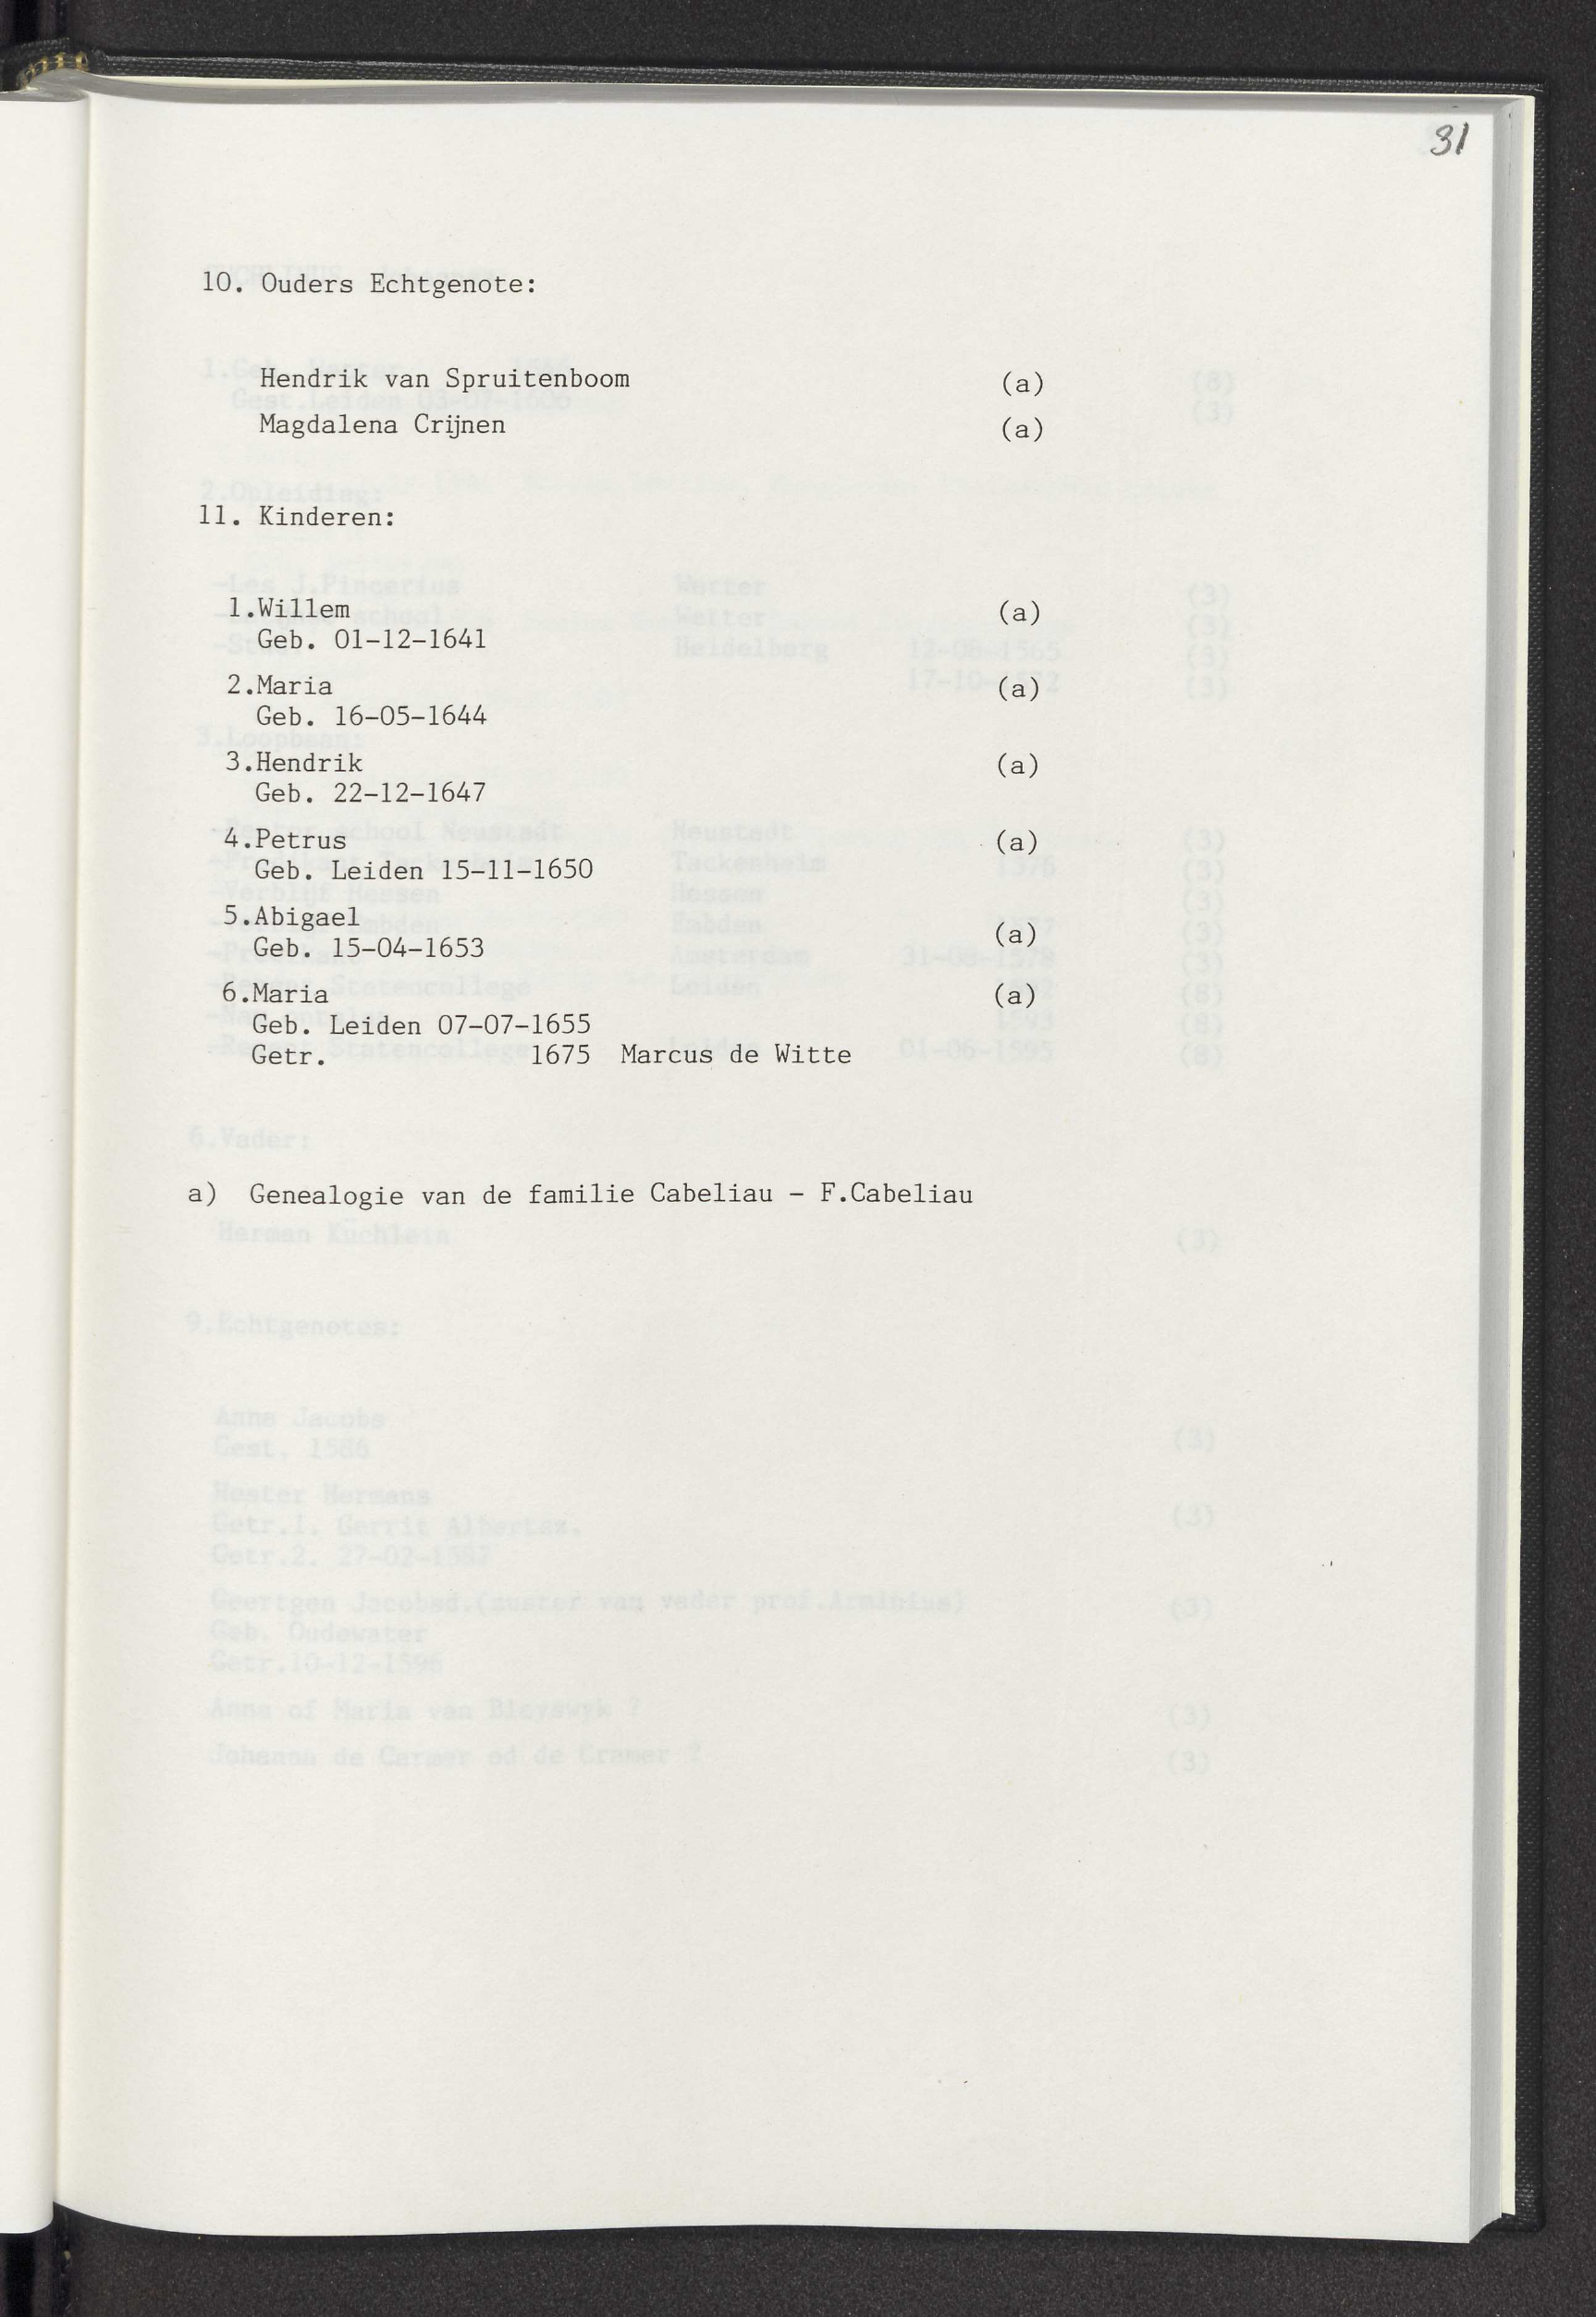 31
10. Ouders Echtgenote:
Hendrik van Spruitenboom (a)
Magdalena Crijnen (a)
11. Kinderen:
1.Willem (a)
Geb. 01-12-1641
2.Maria (a)
Geb. 16-05-1644
3.Hendrik (a)
Geb. 22-12-1647
4.Petrus (a)
Geb. Leiden 15-11-1650
5.Abigael (a)
Geb. 15-04-1653
6.Maria (a)
Geb. Leiden 07-07-1655
Getr. 1675 Marcus de Witte
a) Genealogie van de familie Cabeliau - F.Cabeliau